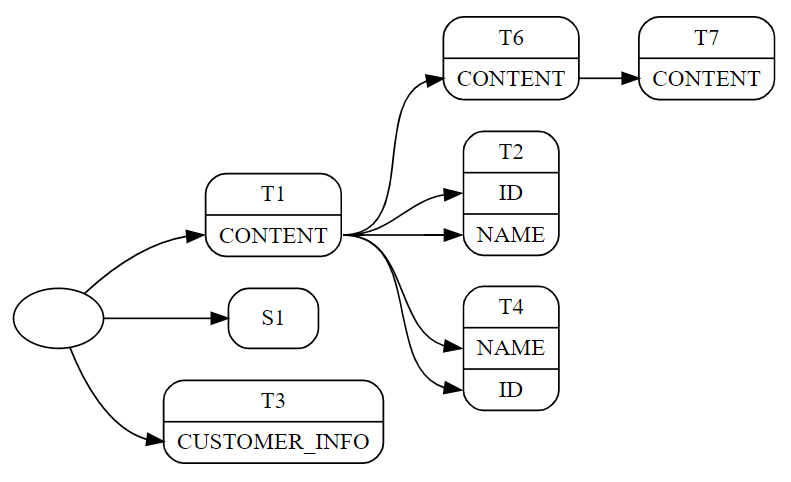 T6
CONTENT
T7
CONTENT
T2
ID
NAME
T1
CONTENT
T4
NAME
ID
S1
T3
CUSTOMER_INFO